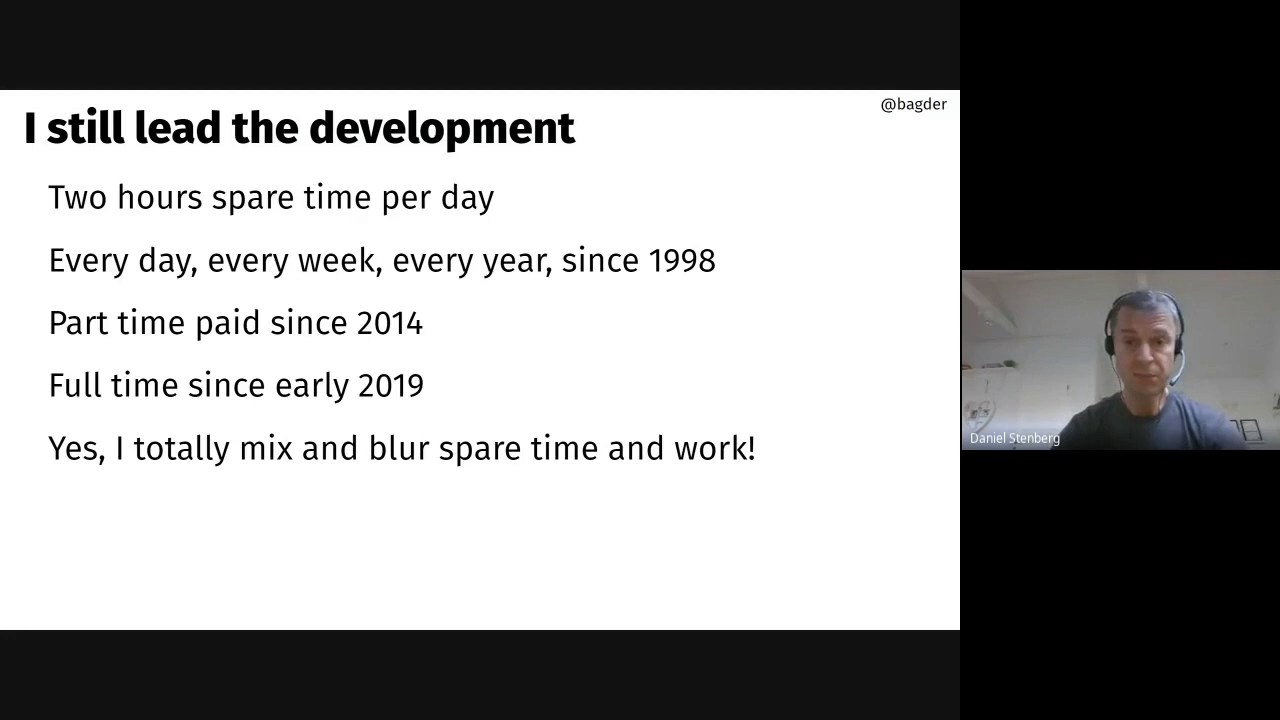 @bagder
I still lead the development
Two hours spare time per day
Every day, every week, every year, since 1998
Part time paid since 2014
Full time since early 2019
Yes, I totally mix and blur spare time and work!
Daniel Stenberg